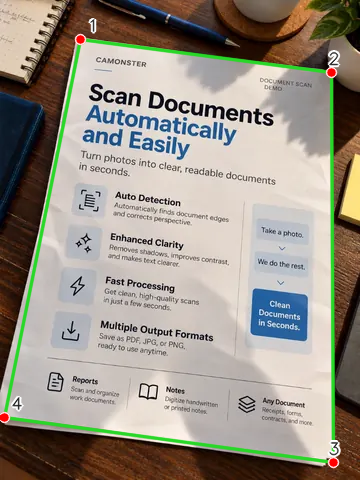 1
2
CAMONSTER
DOCUMENT SCAN
DEMO
Scan Documents
Automatically
and Easily
Turn photos into clear, readable documents
in seconds.
Auto Detection
Automatically finds document edges
and corrects perspective.
Enhanced Clarity
Removes shadows, improves contrast,
and makes text clearer.
Fast Processing
Get clean, high-quality scans
in just a few seconds.
Multiple Output Formats
Save as PDF, JPG, or PNG,
ready to use anytime.
Take a photo.
We do the rest.
Clean
Documents
in Seconds.
Reports
Scan and organize
work documents.
Notes
Digitize handwritten
or printed notes.
Any Document
Receipts, forms,
contracts, and more.
4
3